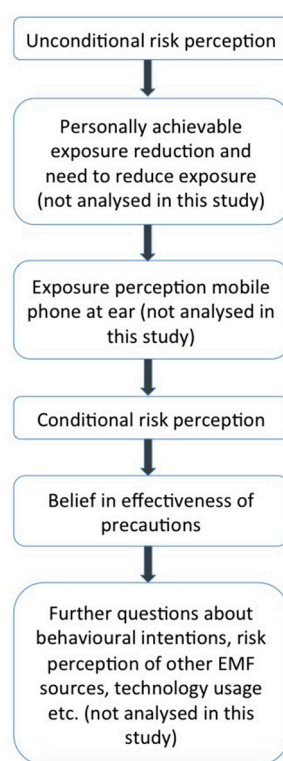 Unconditional risk perception
Personally achievable
exposure reduction and
need to reduce exposure
(not analysed in this study)
Exposure perception mobile
phone at ear (not analysed in
this study)
Conditional risk perception
Belief in effectiveness of
precautions
Further questions about
behavioural intentions, risk
perception of other EMF
sources, technology usage
etc. (not analysed in this
study)